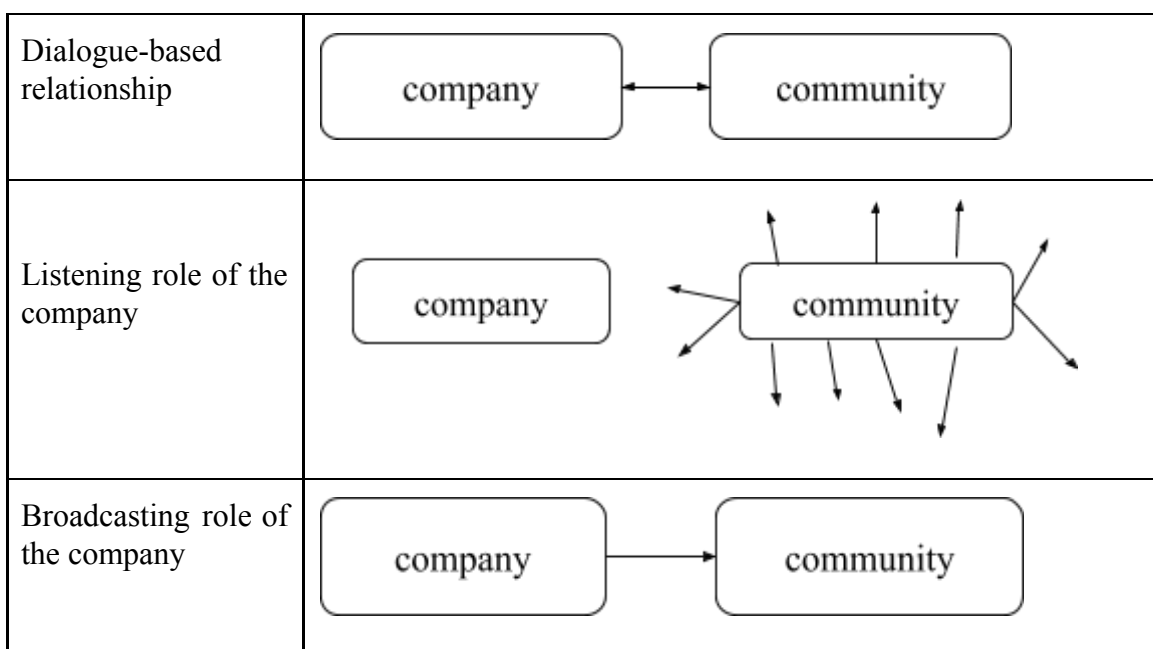 Dialogue-based
relationship
company
community
Listening role of the
company
company
community
Broadcasting role of
the company
company
community